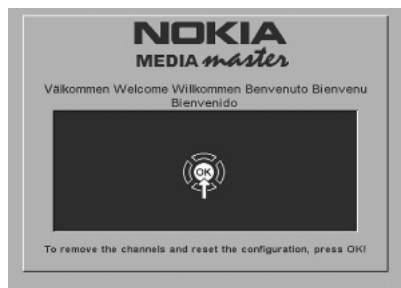 NOKIA
MEDIA master
Välkommen Welcome Willkommen Benvenuto Bienvenu
Bienvenido
OK
To remove the channels and reset the configuration, press OK!